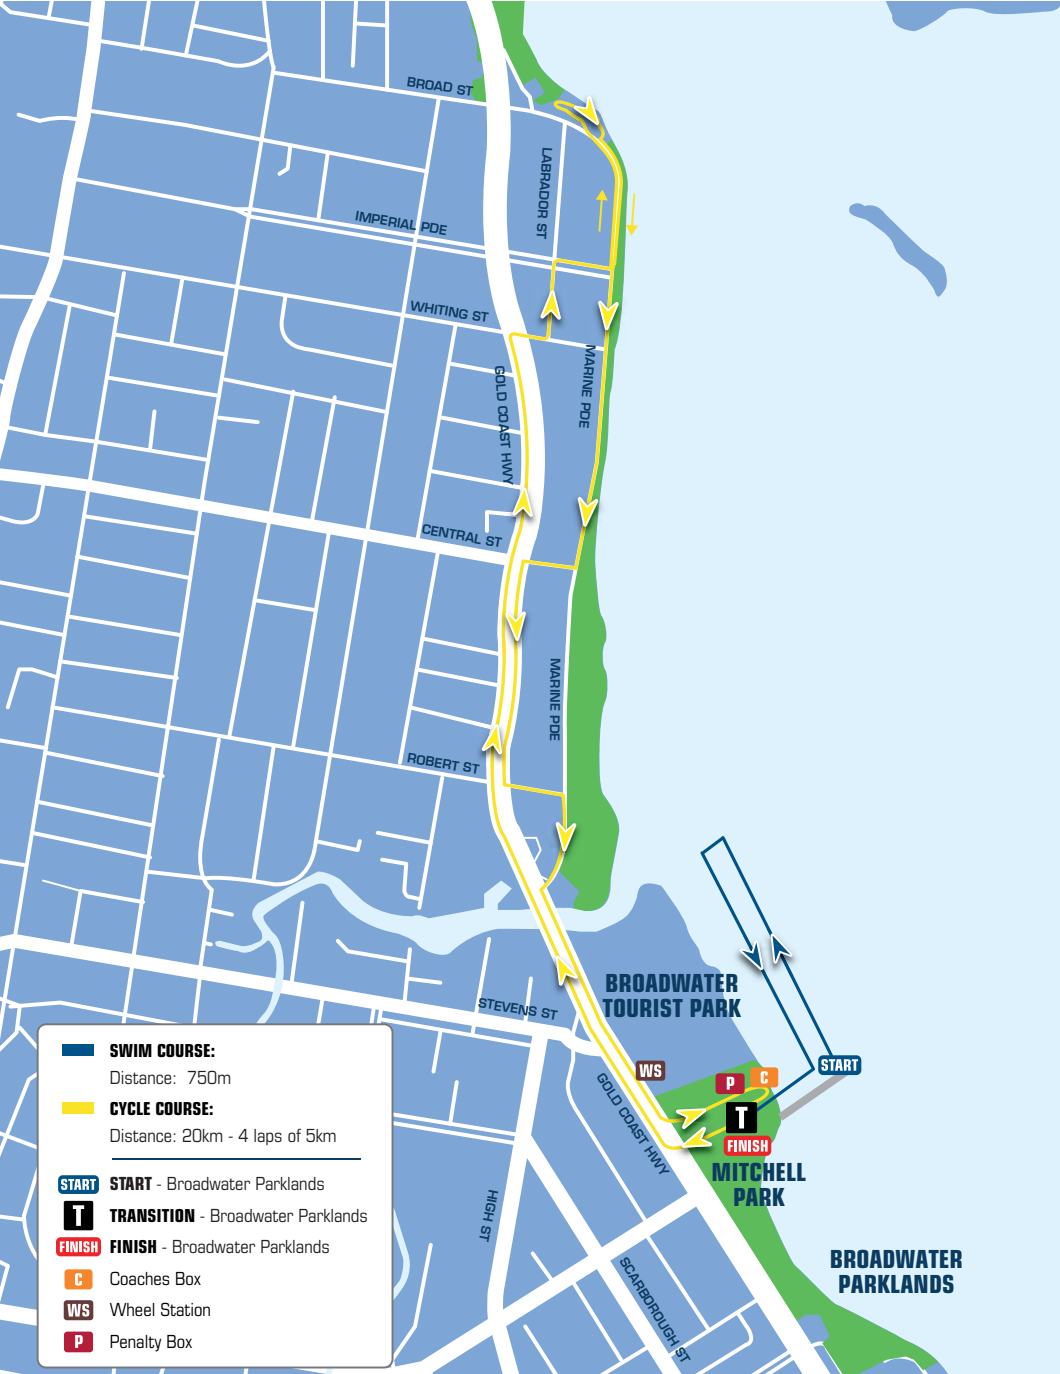 BROAD ST
LABRADOR ST
IMPERIAL PDE
WHITING ST
MARINE PDE
GOLD COAST HWY
CENTRAL ST
MARINE PDE
ROBERT ST
BROADWATER
TOURIST PARK
STEVENS ST
WS
START
C
P
T
FINISH
GOLD COAST HWY
MITCHELL
PARK
HIGH ST
SCARBOROUGH ST
BROADWATER
PARKLANDS
SWIM COURSE:
Distance: 750m
CYCLE COURSE:
Distance: 20km - 4 laps of 5km
START START - Broadwater Parklands
T TRANSITION - Broadwater Parklands
FINISH FINISH - Broadwater Parklands
C Coaches Box
WS Wheel Station
P Penalty Box